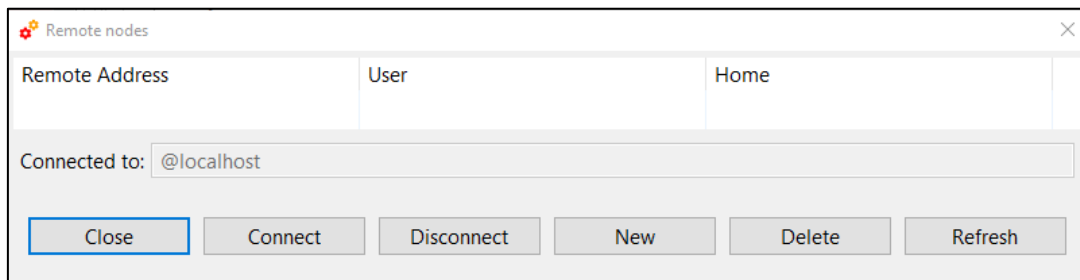 Remote nodes
Remote Address User Home
Connected to: @localhost
Close Connect Disconnect New Delete Refresh